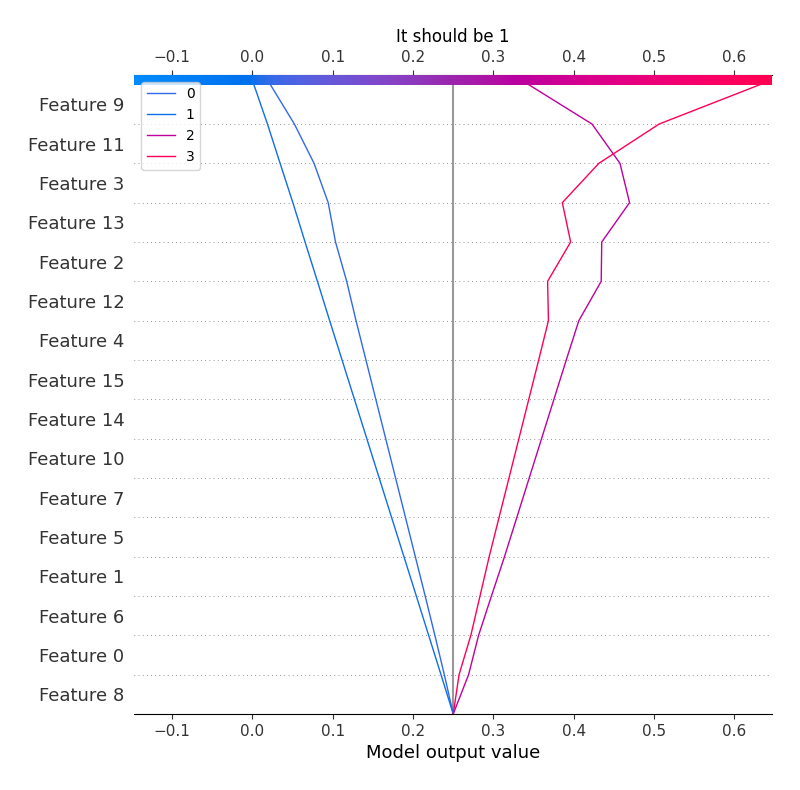 It should be 1
−0.1 0.0 0.1 0.2 0.3 0.4 0.5 0.6
0
1
2
3
Feature 9
Feature 11
Feature 3
Feature 13
Feature 2
Feature 12
Feature 4
Feature 15
Feature 14
Feature 10
Feature 7
Feature 5
Feature 1
Feature 6
Feature 0
Feature 8
−0.1 0.0 0.1 0.2 0.3 0.4 0.5 0.6
Model output value